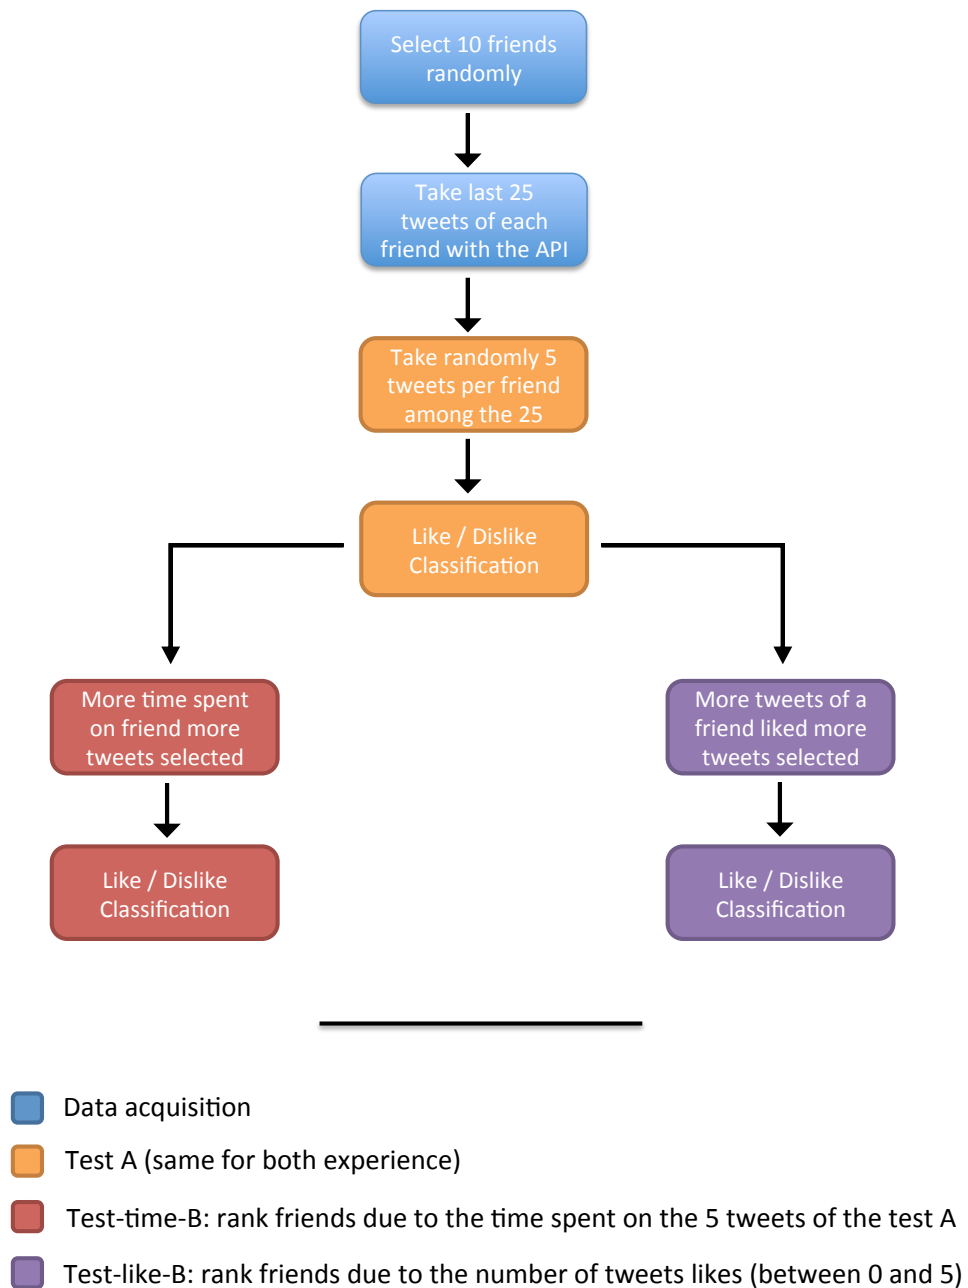 Select 10 friends
randomly
Take last 25
tweets of each
friend with the API
Take randomly 5
tweets per friend
among the 25
Like / Dislike
Classification
More time spent
on friend more
tweets selected
More tweets of a
friend liked more
tweets selected
Like / Dislike
Classification
Like / Dislike
Classification
Data acquisition
Test A (same for both experience)
Test-time-B: rank friends due to the time spent on the 5 tweets of the test A
Test-like-B: rank friends due to the number of tweets likes (between 0 and 5)